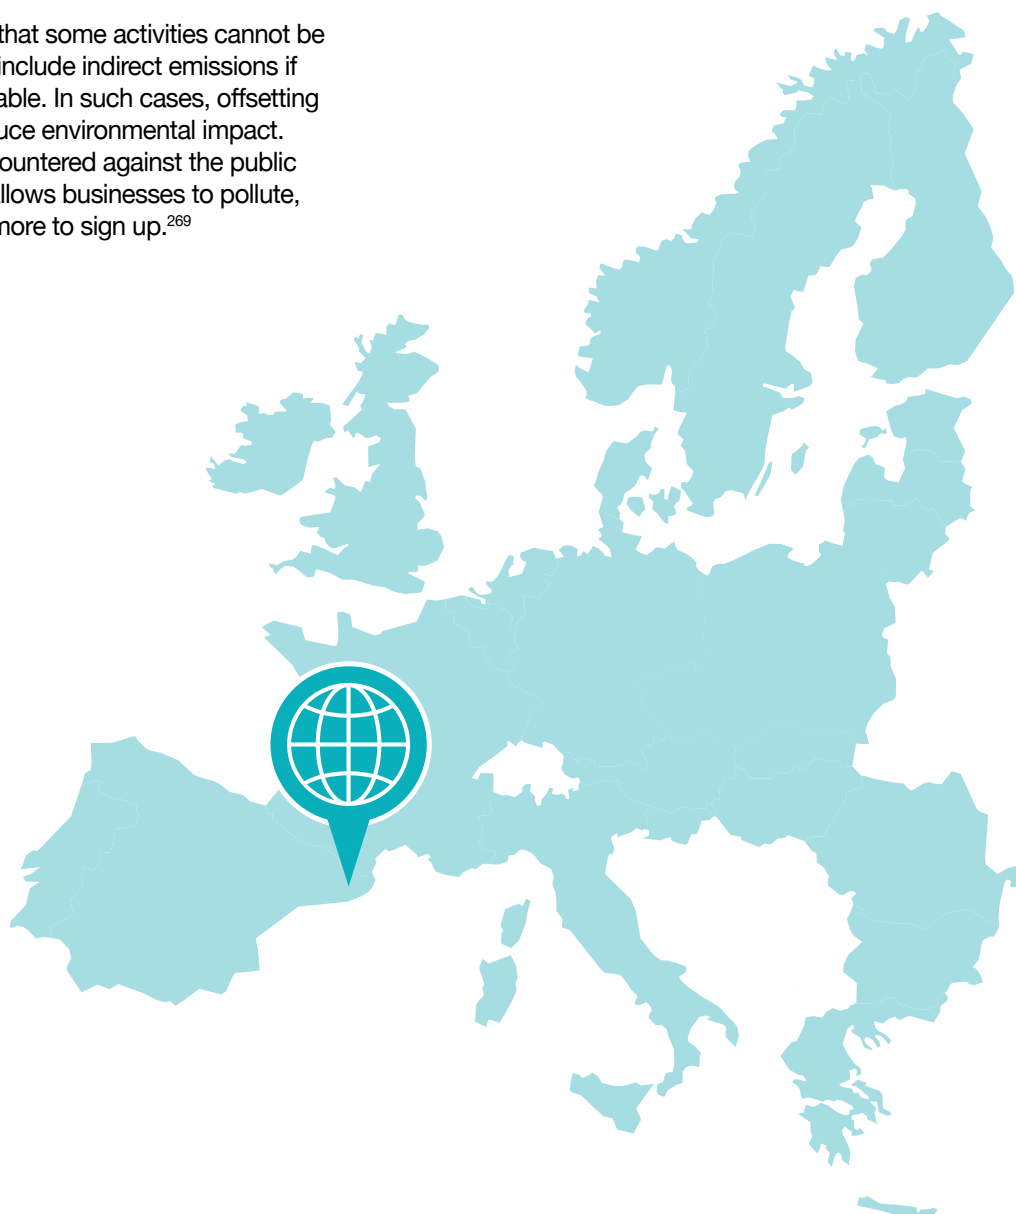 that some activities cannot be
include indirect emissions if
able. In such cases, offsetting
uce environmental impact.
ountered against the public
llows businesses to pollute,
more to sign up.269